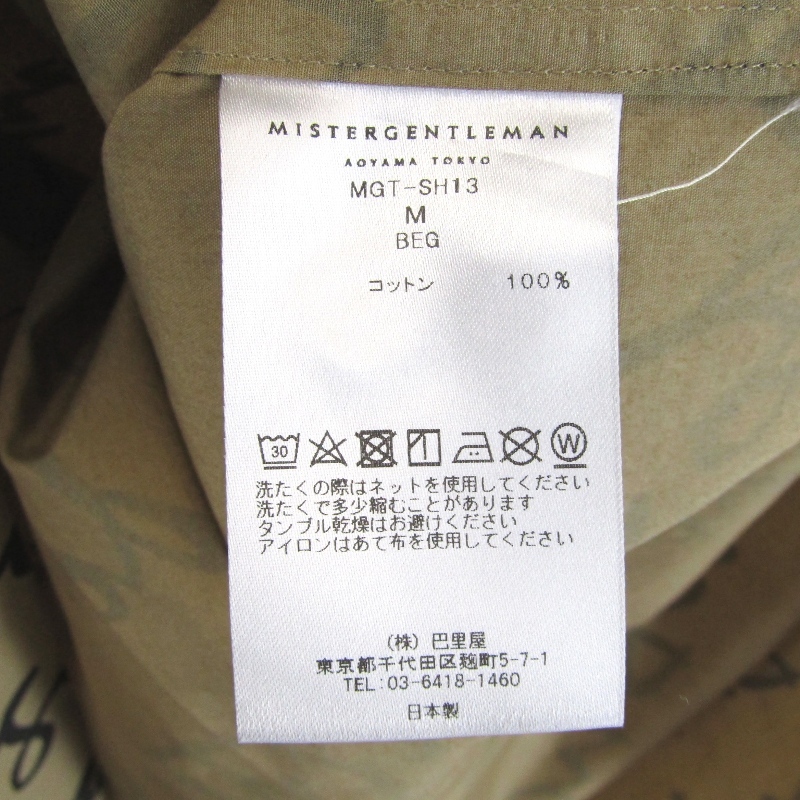 MISTERGENTLEMAN
AOYAMA TOKYO
MGT-SH13
M
BEG
コットン 100%
30 W
洗たくの際はネットを使用してください
洗たくで多少縮むことがあります
タンブル乾燥はお避けください
アイロンはあて布を使用してください
(株) 巴里屋
東京都千代田区麹町5-7-1
TEL:03-6418-1460
日本製